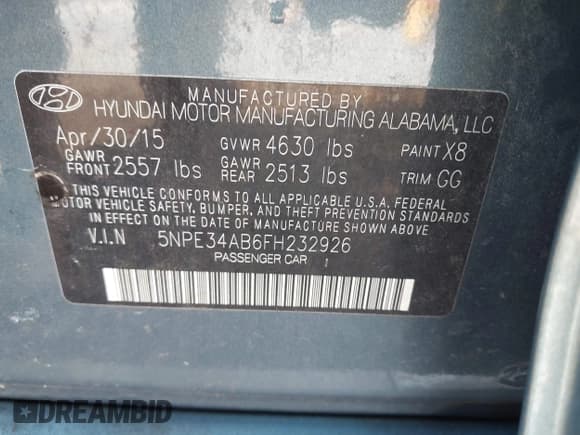 MANUFACTURED BY
HYUNDAI MOTOR MANUFACTURING ALABAMA, LLC
Apr/30/15 GVWR 4630 lbs PAINT X8
GAWR FRONT 2557 lbs GAWR REAR 2513 lbs TRIM GG
THIS VEHICLE CONFORMS TO ALL APPLICABLE U.S.A. FEDERAL
MOTOR VEHICLE SAFETY, BUMPER, AND THEFT PREVENTION
STANDARDS IN EFFECT ON THE DATE OF MANUFACTURE SHOWN ABOVE.
V.I.N 5NPE34AB6FH232926
PASSENGER CAR 1
DREAMBID